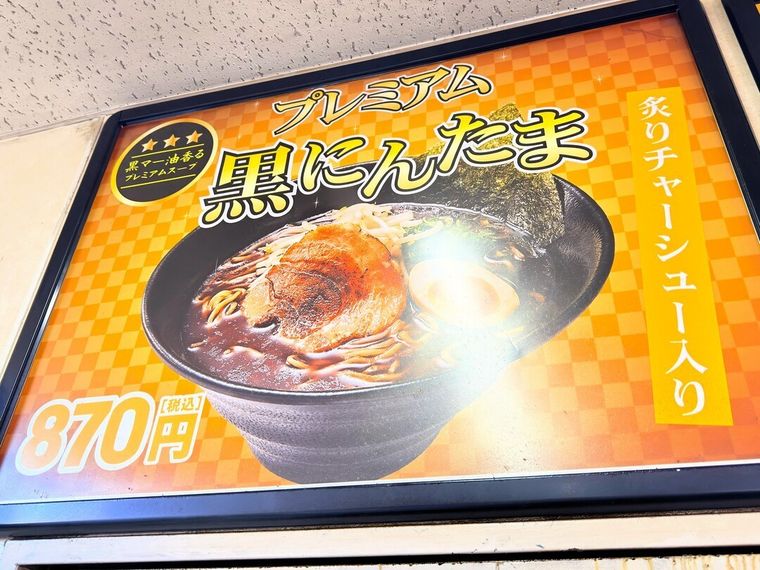 プレミアム
黒にんたま
★★★
黒マー油香る
プレミアムスープ
炙りチャーシュー入り
870円
[税込]